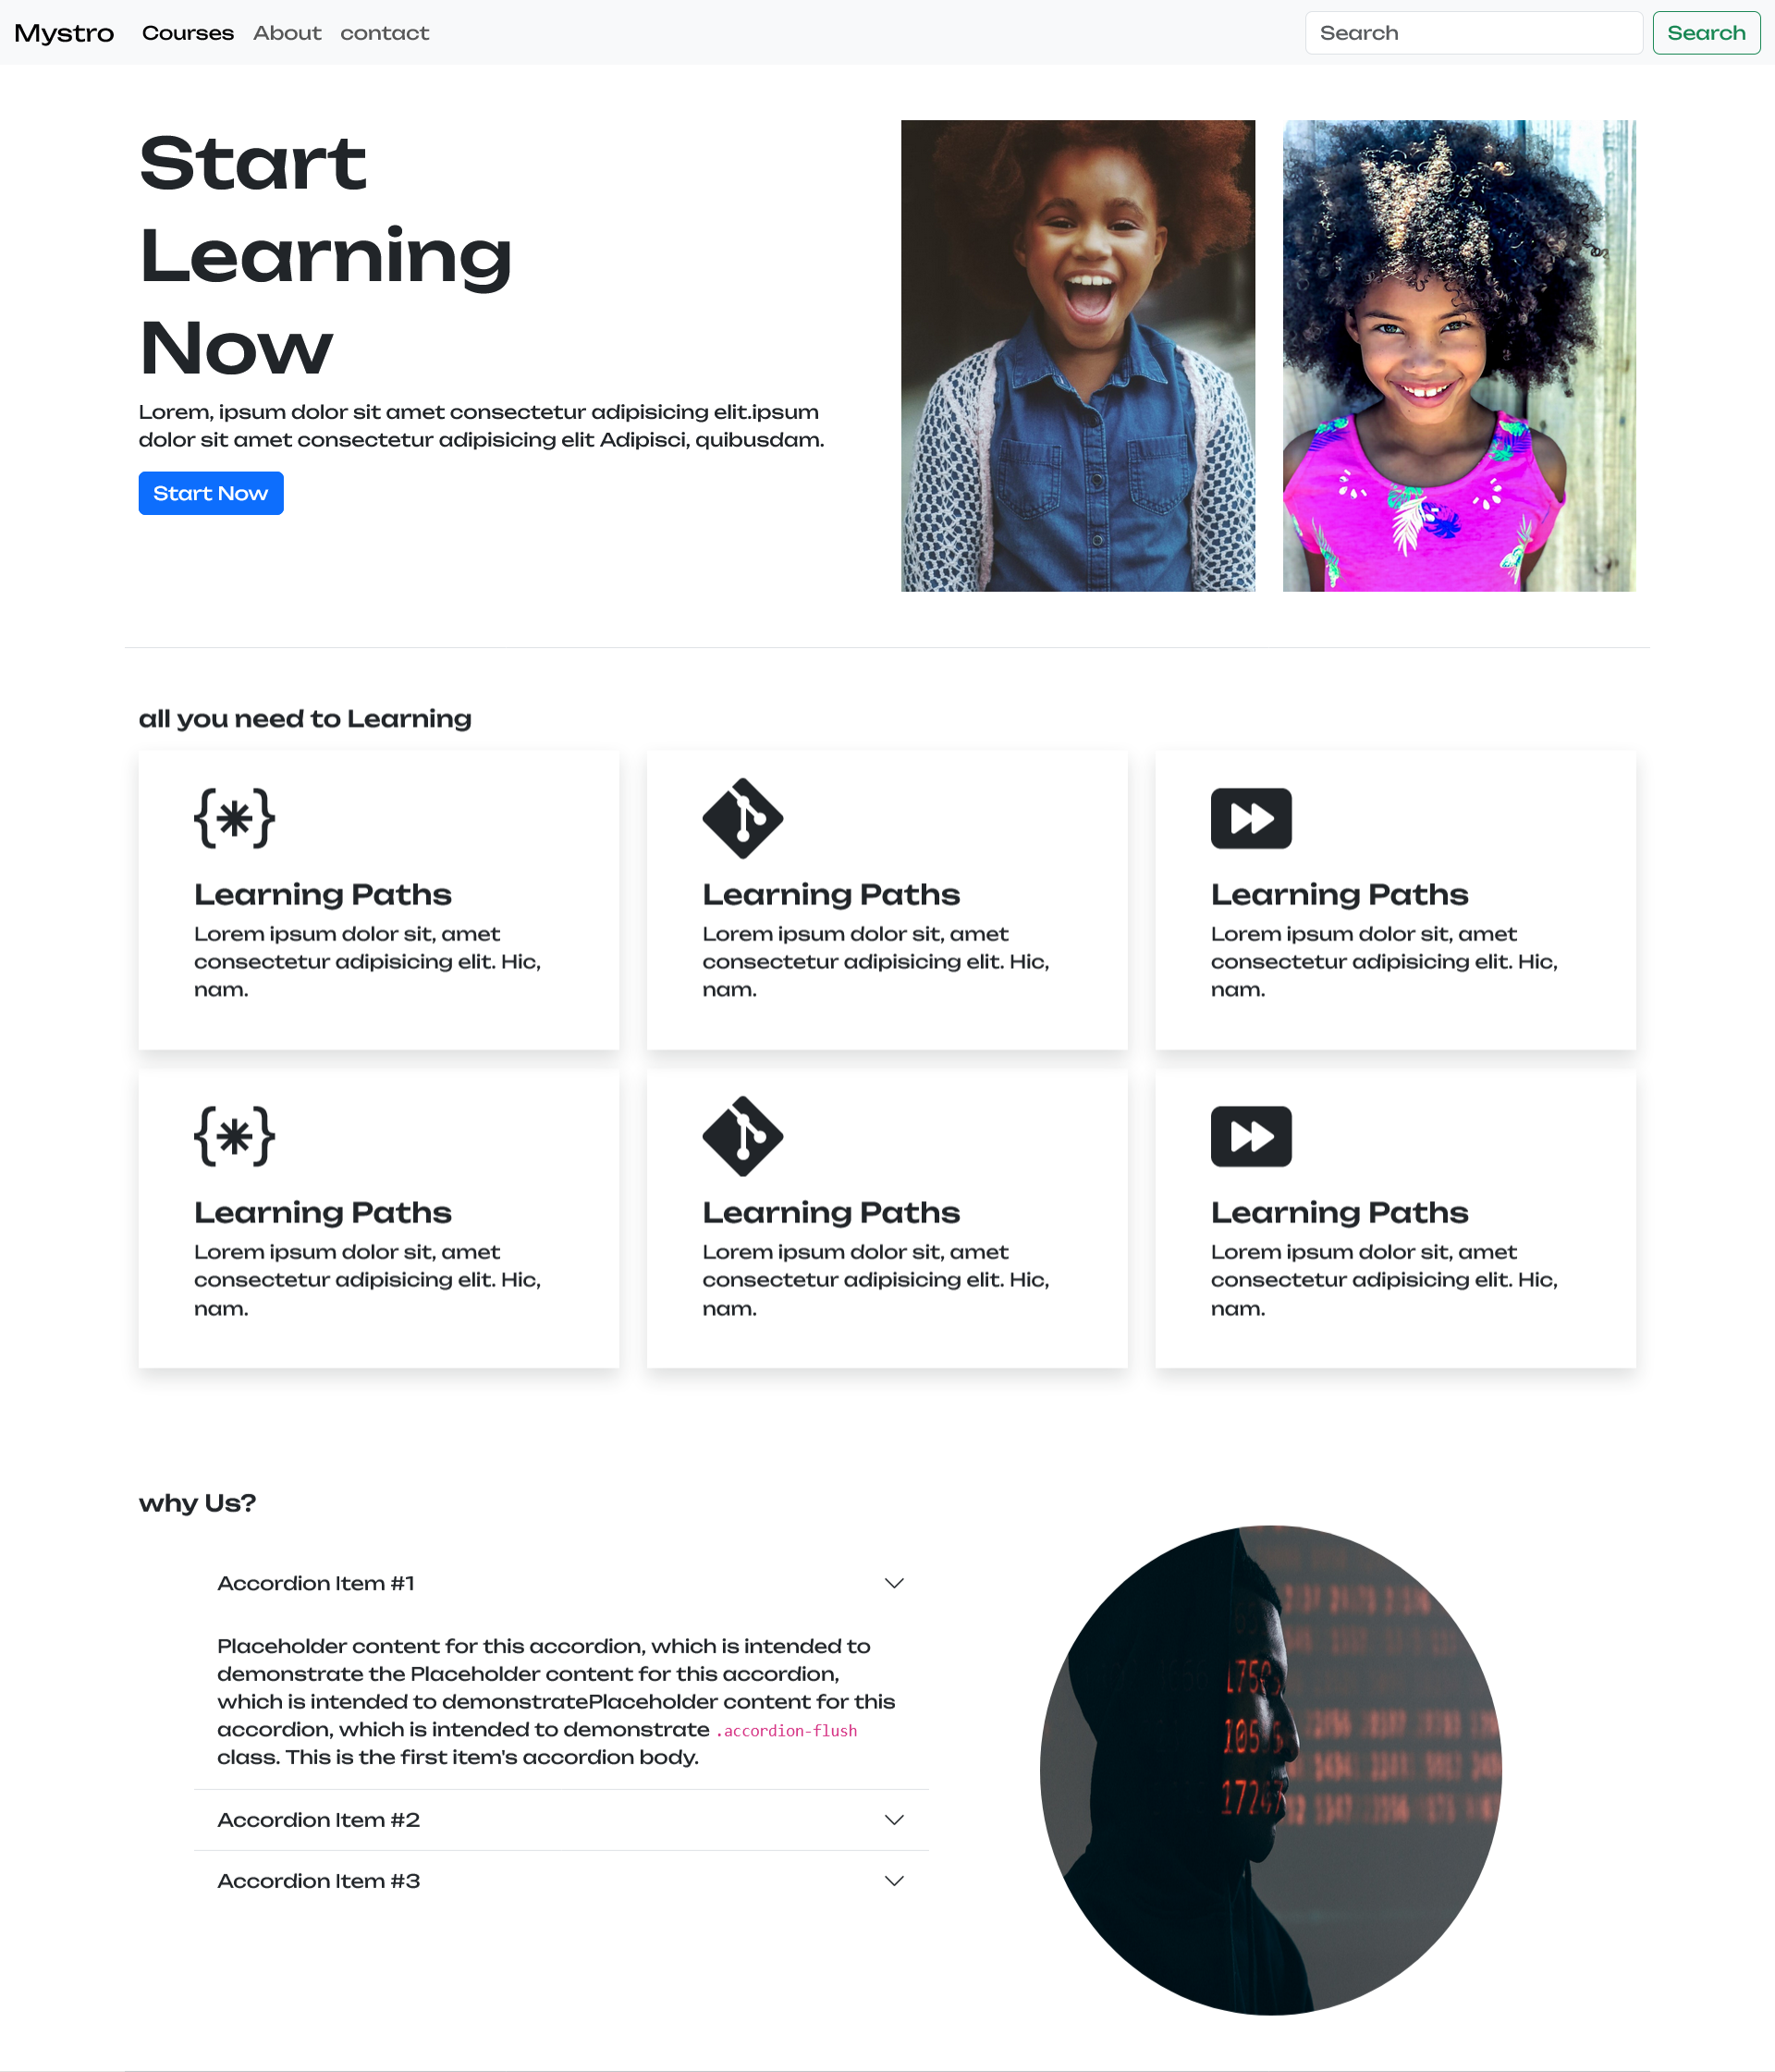 Mystro Courses About contact Search Search
Start
Learning
Now
Lorem, ipsum dolor sit amet consectetur adipisicing elit.ipsum
dolor sit amet consectetur adipisicing elit Adipisci, quibusdam.
Start Now
all you need to Learning
{*}
Learning Paths
Lorem ipsum dolor sit, amet
consectetur adipisicing elit. Hic,
nam.
Learning Paths
Lorem ipsum dolor sit, amet
consectetur adipisicing elit. Hic,
nam.
Learning Paths
Lorem ipsum dolor sit, amet
consectetur adipisicing elit. Hic,
nam.
{*}
Learning Paths
Lorem ipsum dolor sit, amet
consectetur adipisicing elit. Hic,
nam.
Learning Paths
Lorem ipsum dolor sit, amet
consectetur adipisicing elit. Hic,
nam.
Learning Paths
Lorem ipsum dolor sit, amet
consectetur adipisicing elit. Hic,
nam.
why Us?
Accordion Item #1
Placeholder content for this accordion, which is intended to
demonstrate the Placeholder content for this accordion,
which is intended to demonstratePlaceholder content for this
accordion, which is intended to demonstrate .accordion-flush
class. This is the first item's accordion body.
Accordion Item #2
Accordion Item #3